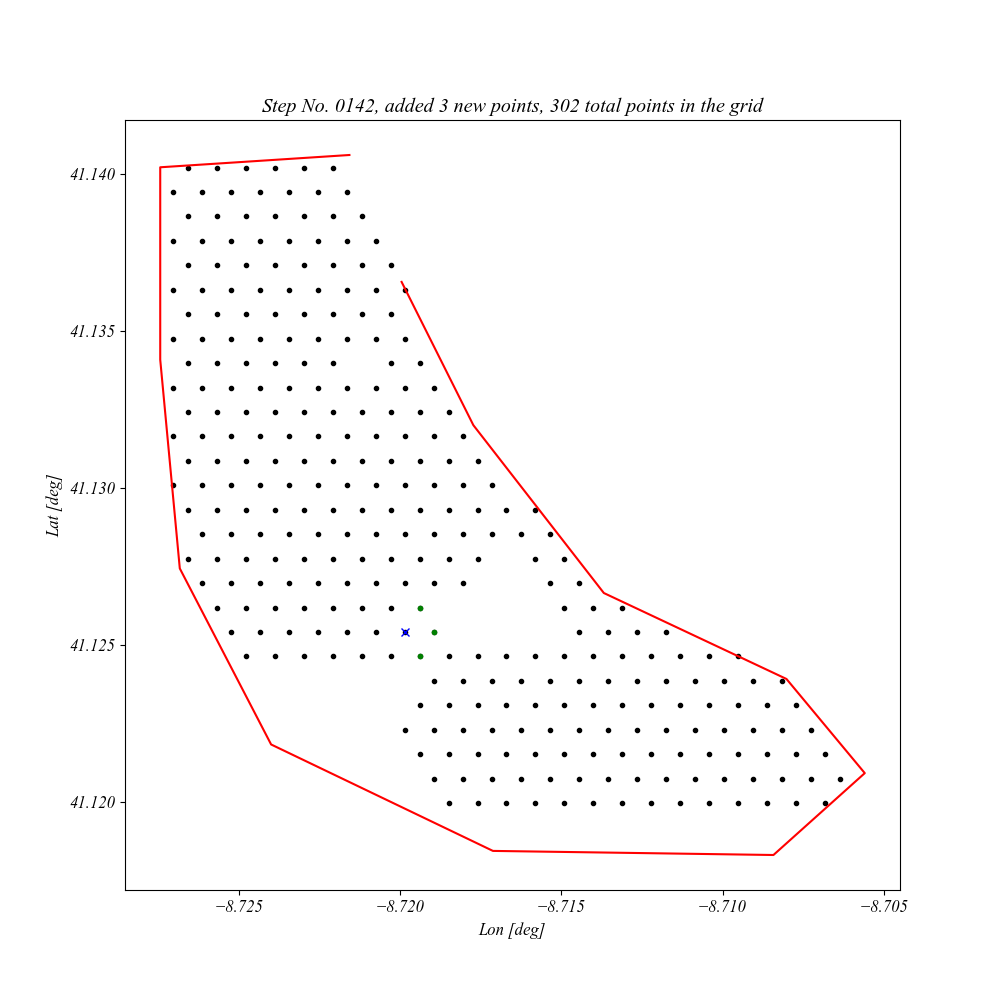 Step No. 0142, added 3 new points, 302 total points in the grid
41.140
41.135
41.130
41.125
41.120
Lat [deg]
−8.725 −8.720 −8.715 −8.710 −8.705
Lon [deg]